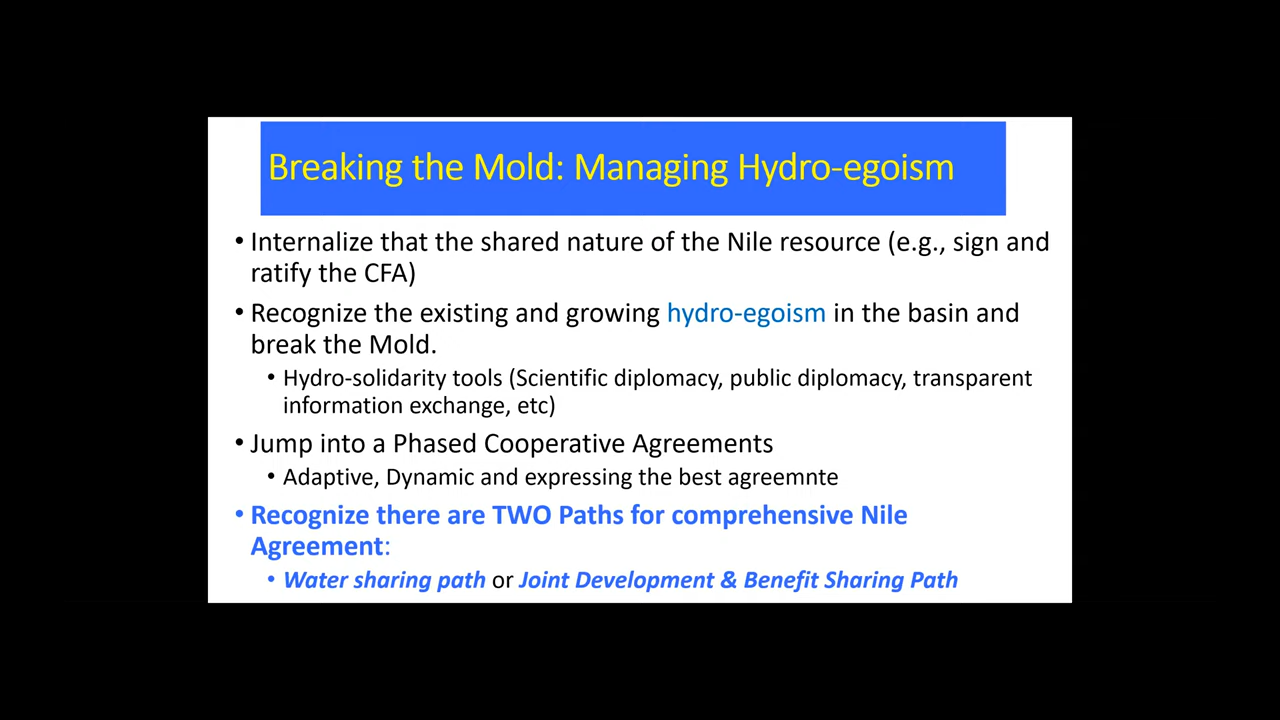 Breaking the Mold: Managing Hydro-egoism
• Internalize that the shared nature of the Nile resource (e.g., sign and
ratify the CFA)
• Recognize the existing and growing hydro-egoism in the basin and
break the Mold.
• Hydro-solidarity tools (Scientific diplomacy, public diplomacy, transparent
information exchange, etc)
• Jump into a Phased Cooperative Agreements
• Adaptive, Dynamic and expressing the best agreemnte
• Recognize there are TWO Paths for comprehensive Nile
Agreement:
• Water sharing path or Joint Development & Benefit Sharing Path